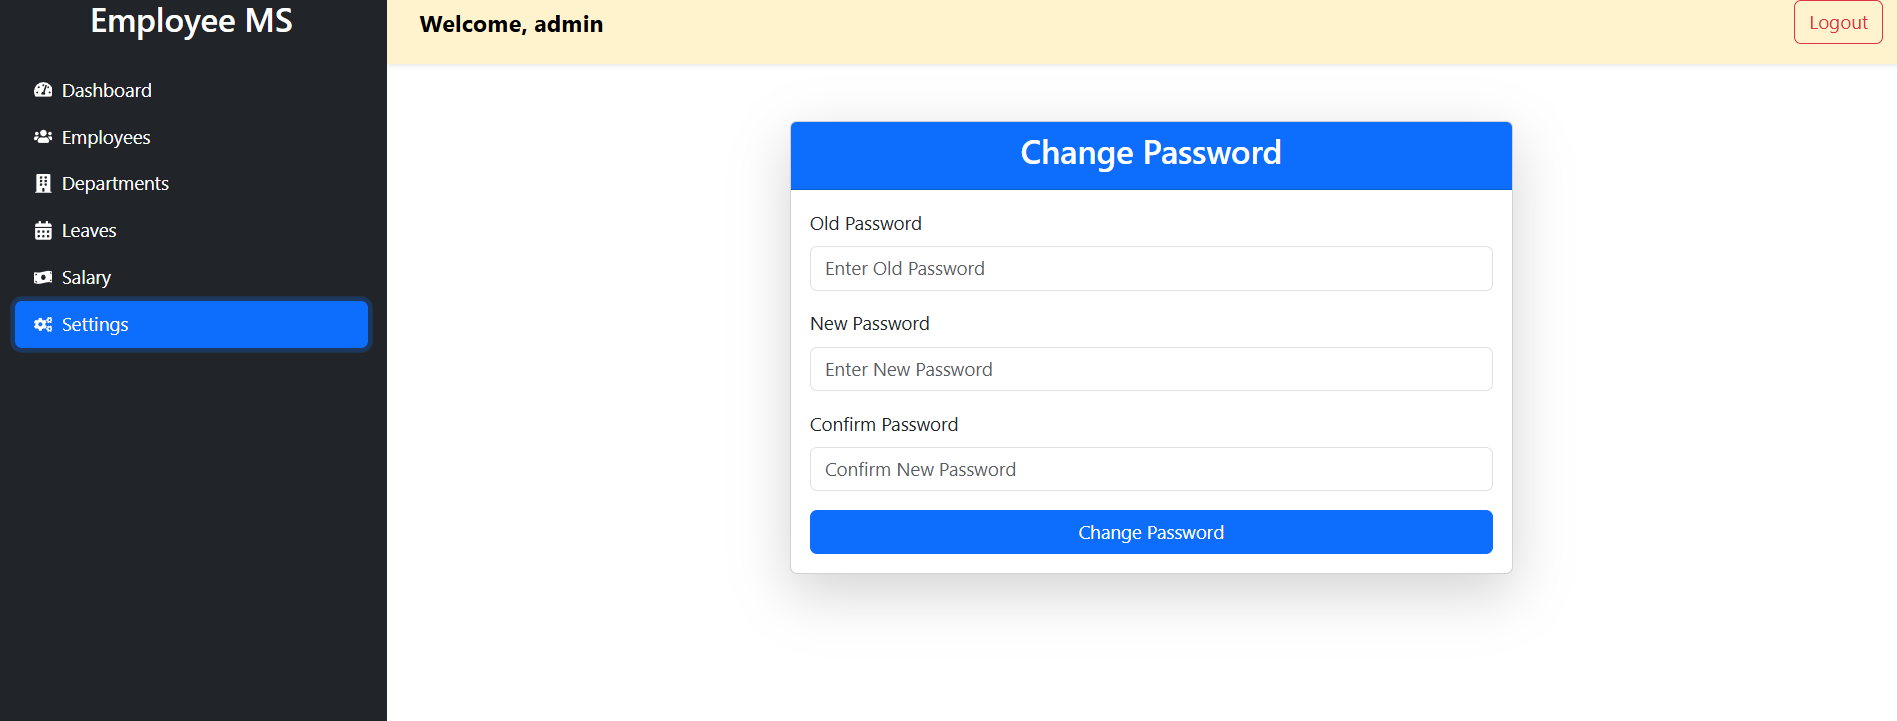 Employee MS
Dashboard
Employees
Departments
Leaves
Salary
Settings
Welcome, admin
Logout
Change Password
Old Password
Enter Old Password
New Password
Enter New Password
Confirm Password
Confirm New Password
Change Password